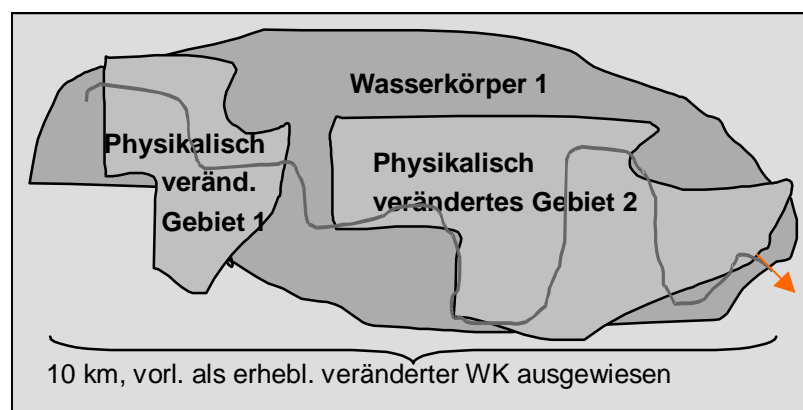 Wasserkörper 1
Physikalisch
veränd.
Gebiet 1
Physikalisch
verändertes Gebiet 2
10 km, vorl. als erhebl. veränderter WK ausgewiesen